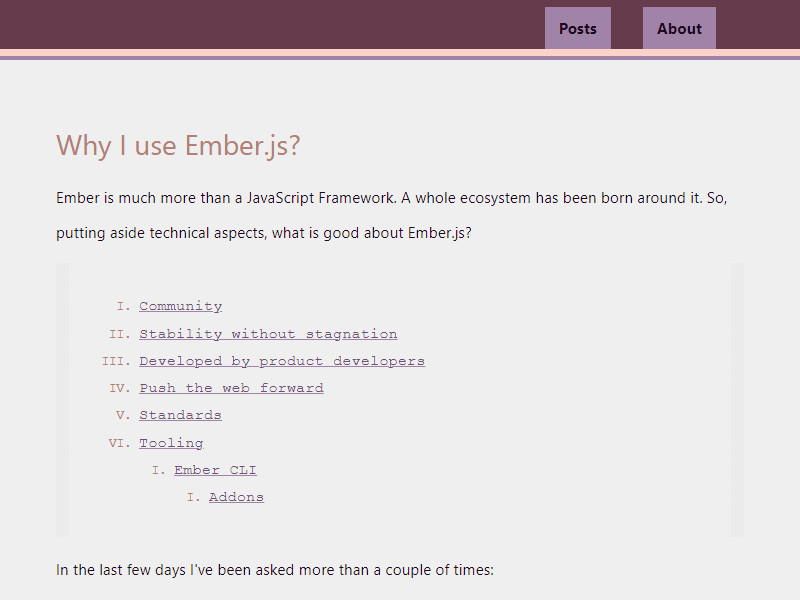 Posts About
Why I use Ember.js?
Ember is much more than a JavaScript Framework. A whole ecosystem has been born around it. So,
putting aside technical aspects, what is good about Ember.js?
I. Community
II. Stability without stagnation
III. Developed by product developers
IV. Push the web forward
V. Standards
VI. Tooling
I. Ember CLI
I. Addons
In the last few days I've been asked more than a couple of times: